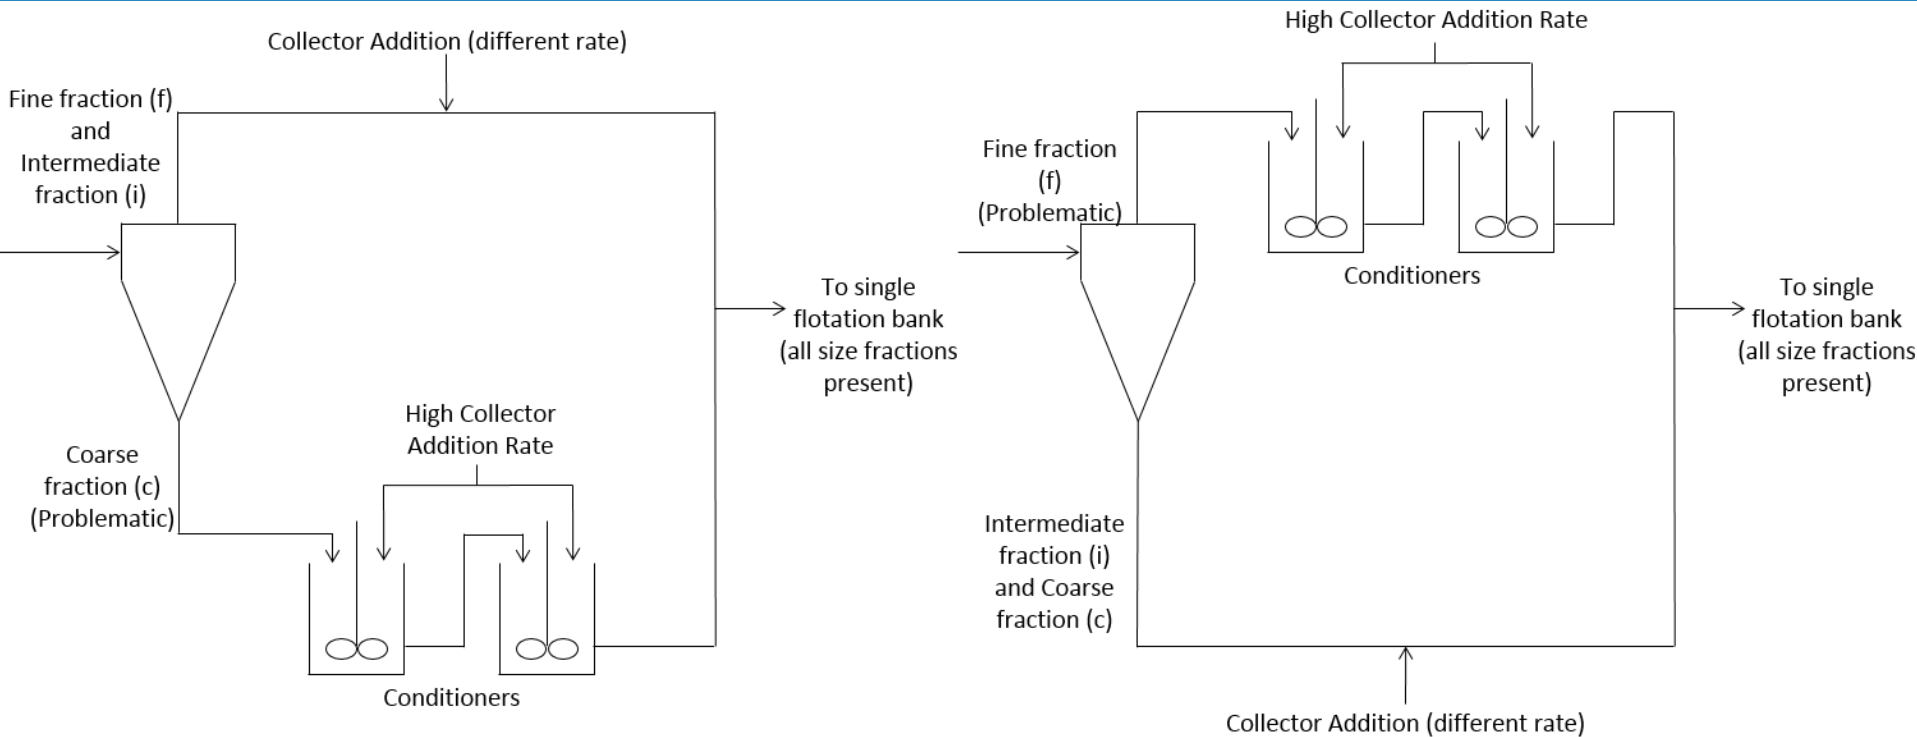 Collector Addition (different rate)
Fine fraction (f)
and
Intermediate
fraction (i)
To single
flotation bank
(all size fractions
present)
High Collector
Addition Rate
Coarse
fraction (c)
(Problematic)
Conditioners
High Collector Addition Rate
Fine fraction
(f)
(Problematic)
Conditioners
To single
flotation bank
(all size fractions
present)
Intermediate
fraction (i)
and Coarse
fraction (c)
Collector Addition (different rate)